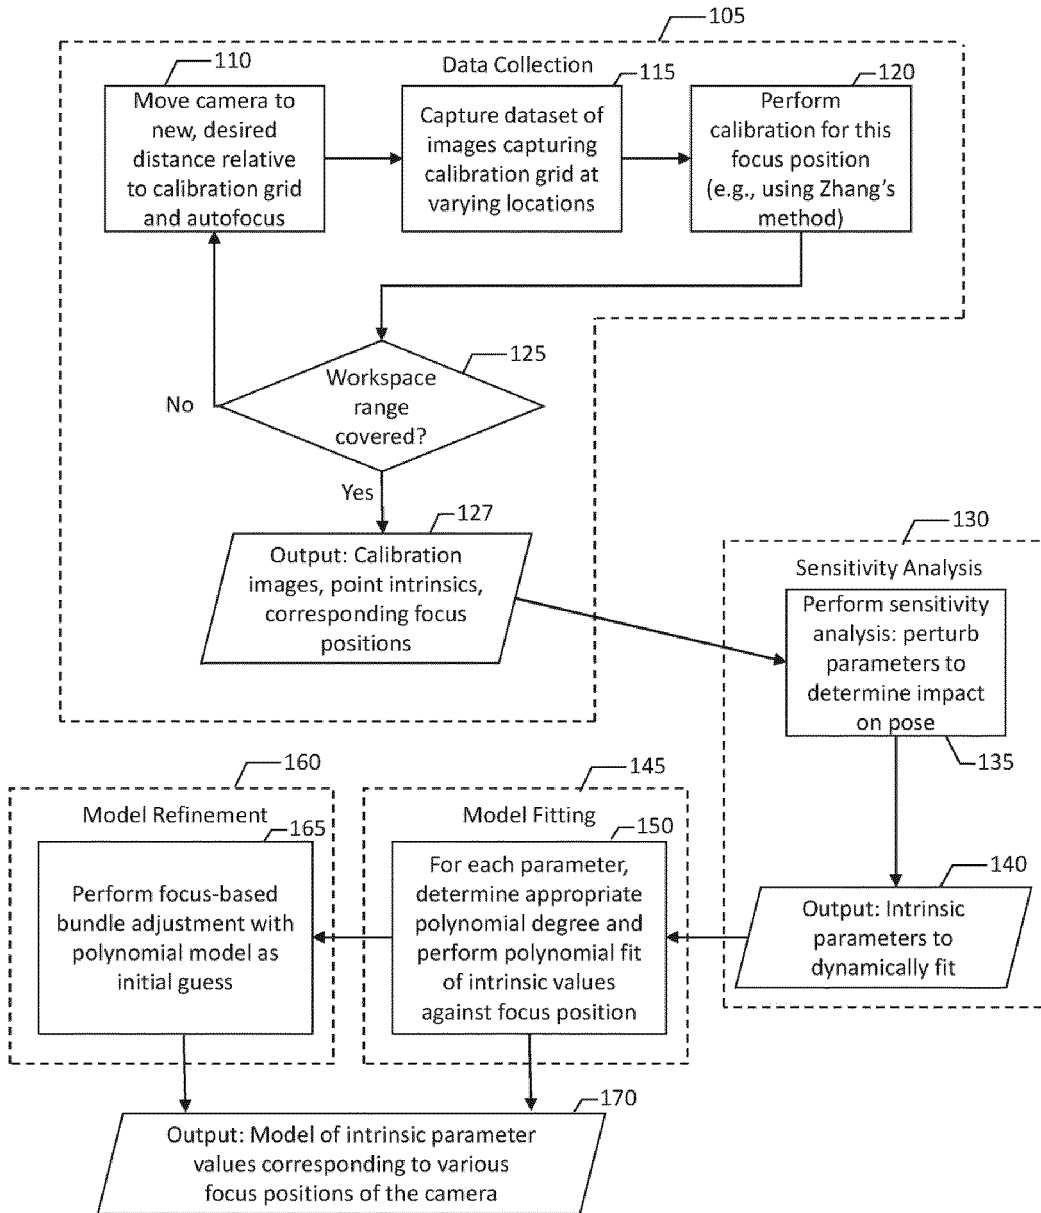 105
Data Collection
110
Move camera to
new, desired
distance relative
to calibration grid
and autofocus
115
Capture dataset of
images capturing
calibration grid at
varying locations
120
Perform
calibration for this
focus position
(e.g., using Zhang's
method)
125
Workspace
range
covered?
No
Yes
127
Output: Calibration
images, point intrinsics,
corresponding focus
positions
130
Sensitivity Analysis
Perform sensitivity
analysis: perturb
parameters to
determine impact
on pose
135
140
Output: Intrinsic
parameters to
dynamically fit
145
Model Fitting
150
For each parameter,
determine appropriate
polynomial degree and
perform polynomial fit
of intrinsic values
against focus position
160
Model Refinement
165
Perform focus-based
bundle adjustment with
polynomial model as
initial guess
170
Output: Model of intrinsic parameter
values corresponding to various
focus positions of the camera